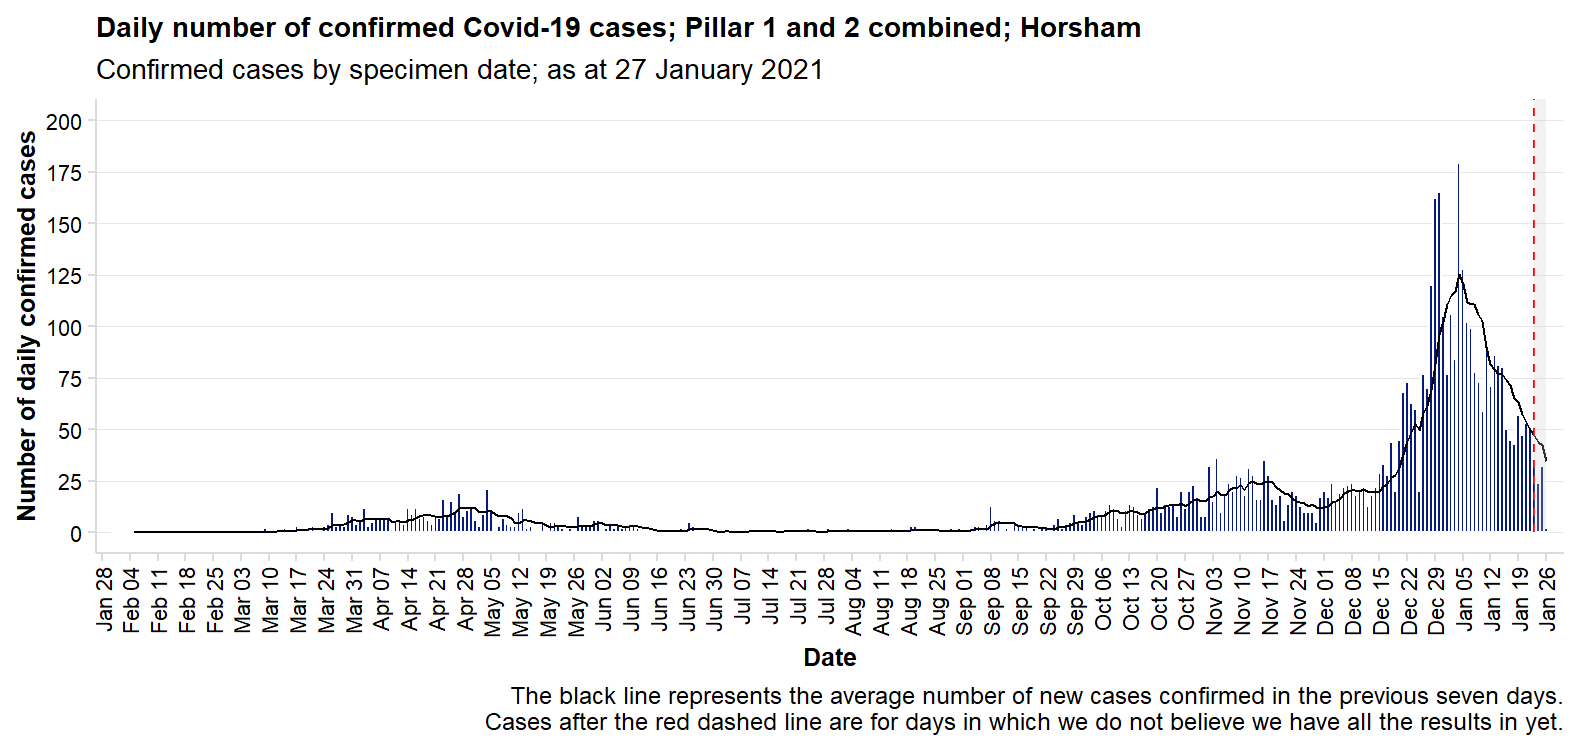 Daily number of confirmed Covid-19 cases; Pillar 1 and 2 combined; Horsham
Confirmed cases by specimen date; as at 27 January 2021
Number of daily confirmed cases
200
175
150
125
100
75
50
25
0
Jan 28
Feb 04
Feb 11
Feb 18
Feb 25
Mar 03
Mar 10
Mar 17
Mar 24
Mar 31
Apr 07
Apr 14
Apr 21
Apr 28
May 05
May 12
May 19
May 26
Jun 02
Jun 09
Jun 16
Jun 23
Jun 30
Jul 07
Jul 14
Jul 21
Jul 28
Aug 04
Aug 11
Aug 18
Aug 25
Sep 01
Sep 08
Sep 15
Sep 22
Sep 29
Oct 06
Oct 13
Oct 20
Oct 27
Nov 03
Nov 10
Nov 17
Nov 24
Dec 01
Dec 08
Dec 15
Dec 22
Dec 29
Jan 05
Jan 12
Jan 19
Jan 26
Date
The black line represents the average number of new cases confirmed in the previous seven days.
Cases after the red dashed line are for days in which we do not believe we have all the results in yet.